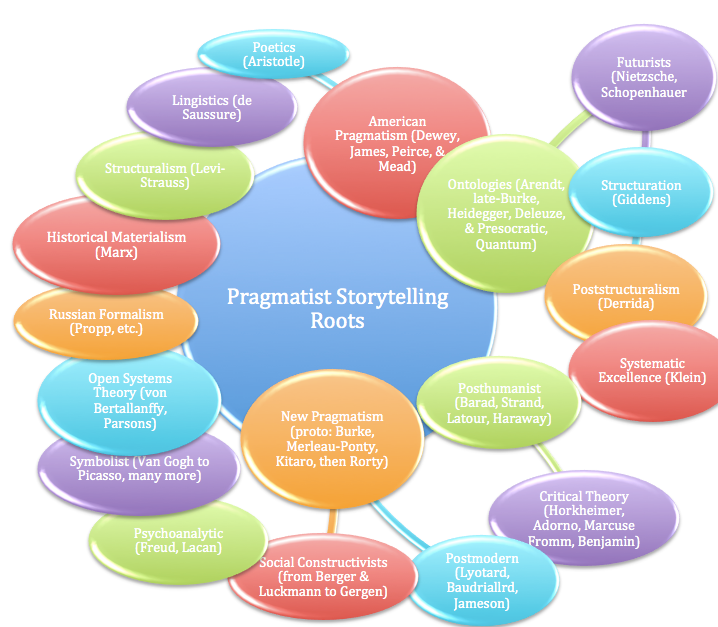 Poetics
(Aristotle)
Lingistics (de
Saussure)
Structuralism (Levi-
Strauss)
Historical Materialism
(Marx)
Russian Formalism
(Propp, etc.)
Open Systems
Theory (von
Bertallanffy,
Parsons)
Symbolist (Van Gogh to
Picasso, many more)
Psychoanalytic
(Freud, Lacan)
American
Pragmatism (Dewey,
James, Peirce, &
Mead)
Ontologies (Arendt,
late-Burke,
Heidegger, Deleuze,
& Presocratic,
Quantum)
Futurists
(Nietzsche,
Schopenhauer
Structuration
(Giddens)
Poststructuralism
(Derrida)
Systematic
Excellence (Klein)
Pragmatist Storytelling
Roots
Posthumanist
(Barad, Strand,
Latour, Haraway)
New Pragmatism
(proto: Burke,
Merleau-Ponty,
Kitaro, then Rorty)
Critical Theory
(Horkheimer,
Adorno, Marcuse
Fromm, Benjamin)
Social Constructivists
(from Berger &
Luckmann to Gergen)
Postmodern
(Lyotard,
Baudriallrd,
Jameson)